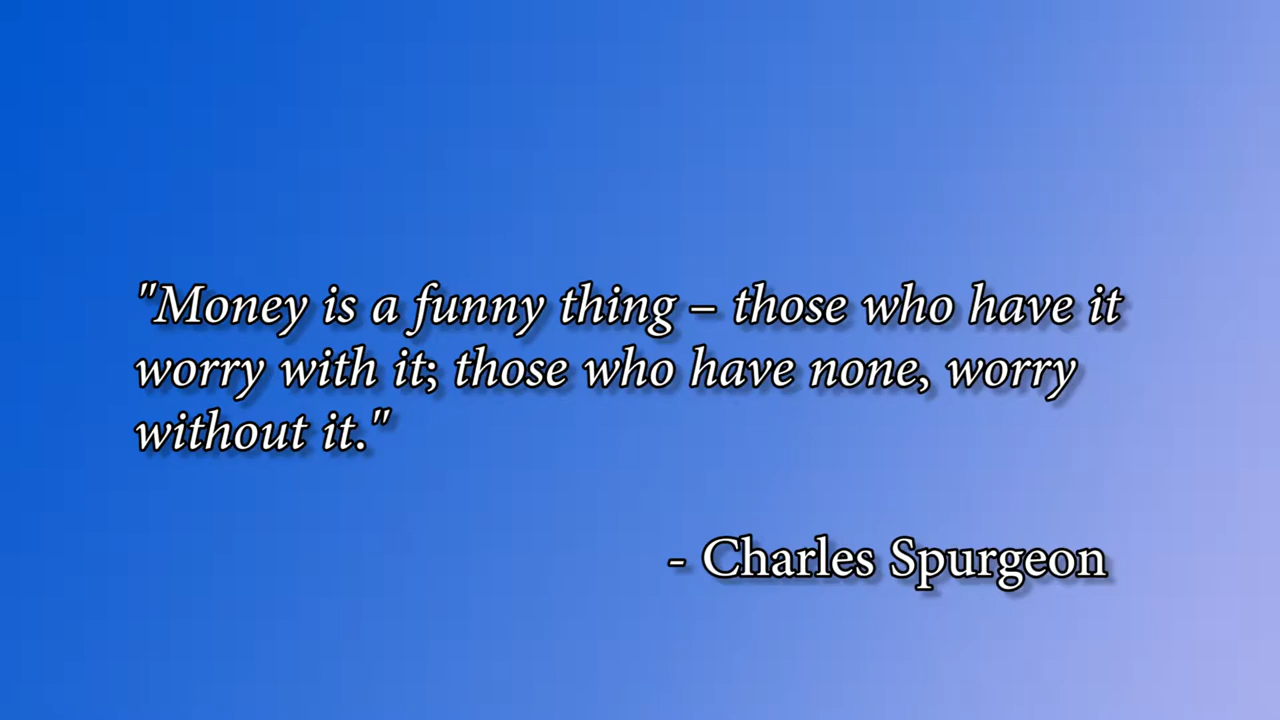 "Money is a funny thing – those who have it
worry with it; those who have none, worry
without it."
- Charles Spurgeon